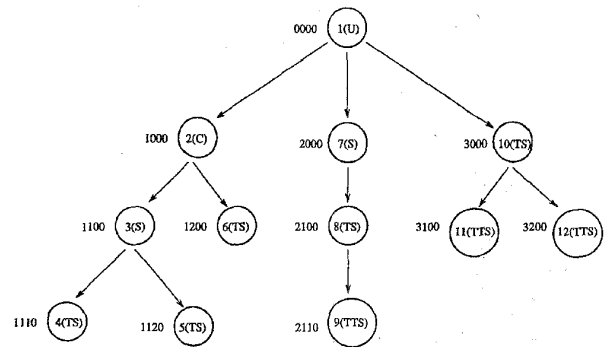 0000 1(U)
1000 2(C) 2000 7(S) 3000 10(TS)
1100 3(S) 1200 6(TS) 2100 8(TS) 3100 11(TTS) 3200 12(TTS)
1110 4(TS) 1120 5(TS) 2110 9(TTS)